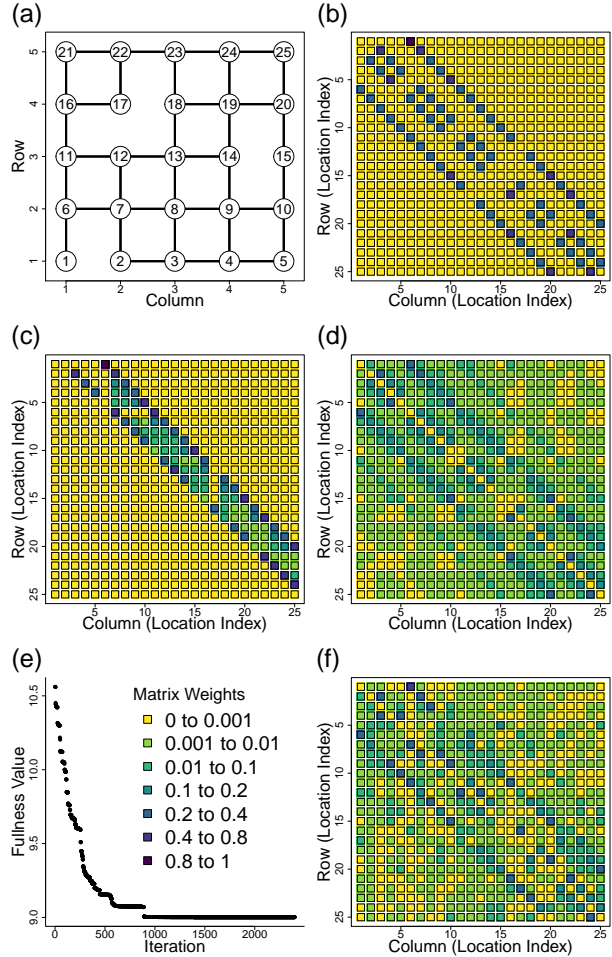 (a)
5
4
3
2
1
Row
21 22 23 24 25
16 17 18 19 20
11 12 13 14 15
6 7 8 9 10
1 2 3 4 5
1 2 3 4 5
Column
(b)
Row (Location Index)
5
10
15
20
25
5 10 15 20 25
Column (Location Index)
(c)
Row (Location Index)
5
10
15
20
25
5 10 15 20 25
Column (Location Index)
(d)
Row (Location Index)
5
10
15
20
25
5 10 15 20 25
Column (Location Index)
(e)
Fullness Value
10.5
10.0
9.5
9.0
Matrix Weights
0 to 0.001
0.001 to 0.01
0.01 to 0.1
0.1 to 0.2
0.2 to 0.4
0.4 to 0.8
0.8 to 1
0 500 1000 2000
Iteration
(f)
Row (Location Index)
5
10
15
20
25
5 10 15 20 25
Column (Location Index)